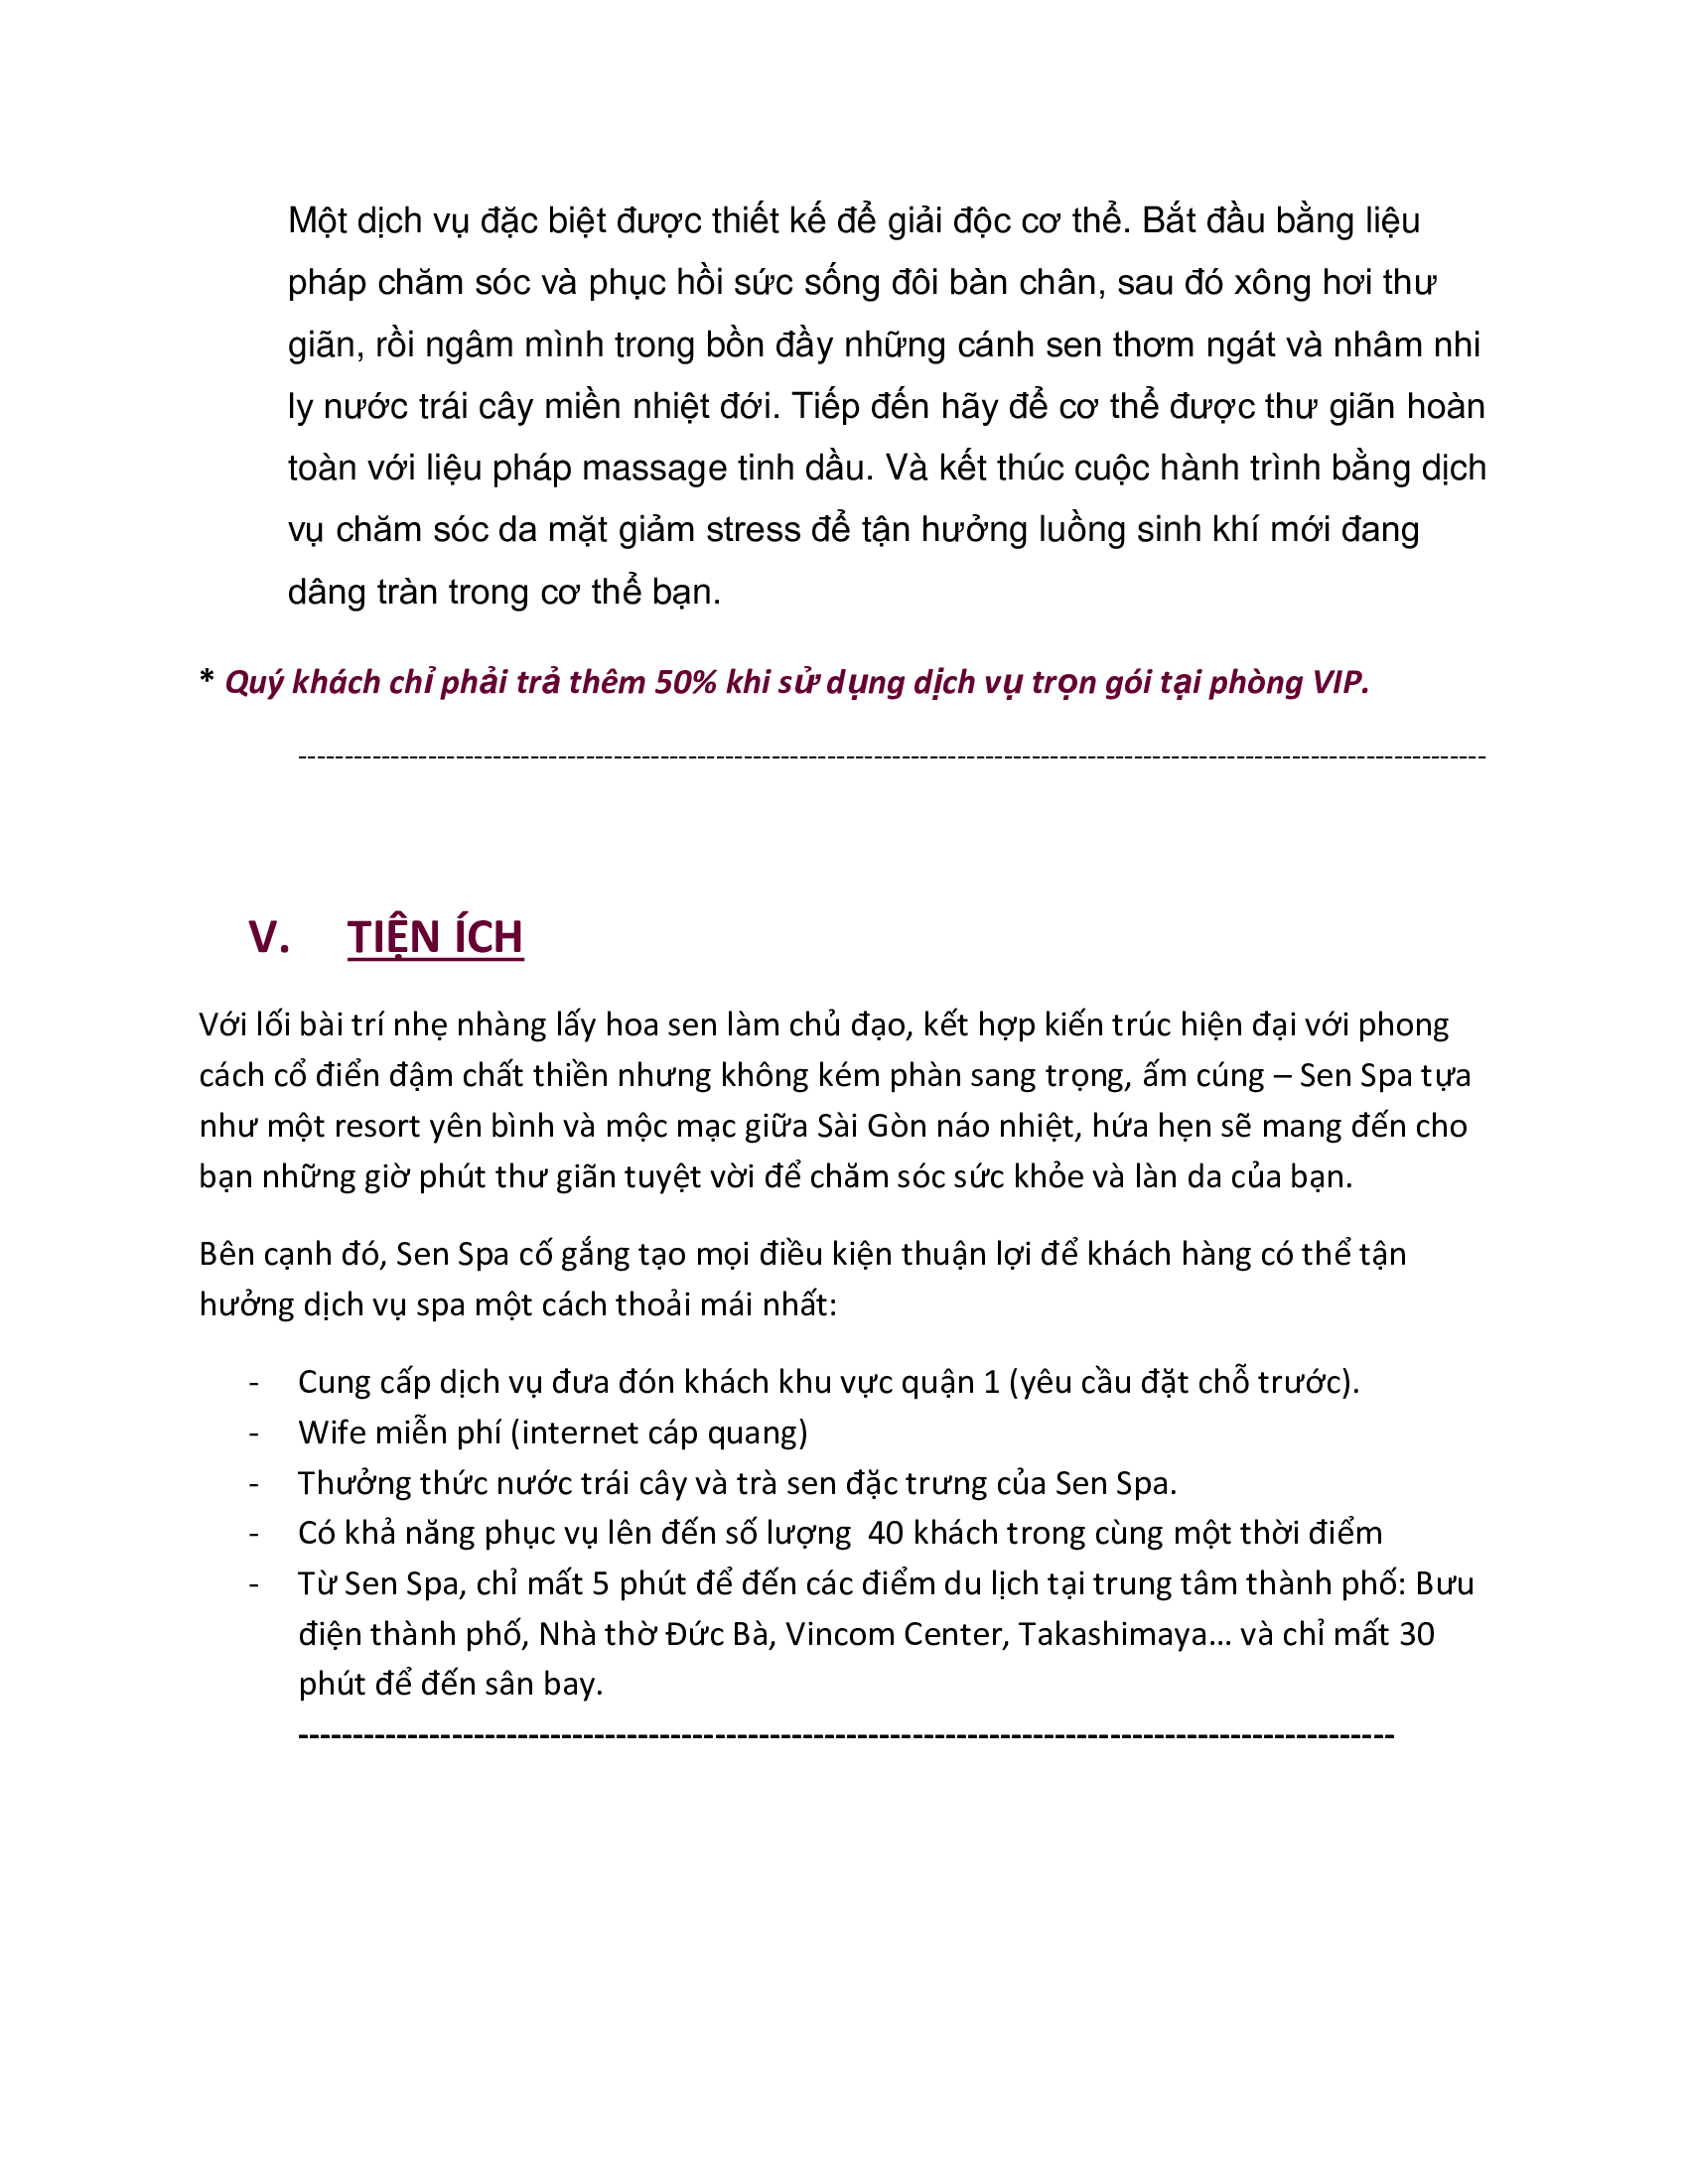 Một dịch vụ đặc biệt được thiết kế để giải độc cơ thể. Bắt đầu bằng liệu
pháp chăm sóc và phục hồi sức sống đôi bàn chân, sau đó xông hơi thư
giãn, rồi ngâm mình trong bồn đầy những cánh sen thơm ngát và nhâm nhi
ly nước trái cây miền nhiệt đới. Tiếp đến hãy để cơ thể được thư giãn hoàn
toàn với liệu pháp massage tinh dầu. Và kết thúc cuộc hành trình bằng dịch
vụ chăm sóc da mặt giảm stress để tận hưởng luồng sinh khí mới đang
dâng tràn trong cơ thể bạn.
* Quý khách chỉ phải trả thêm 50% khi sử dụng dịch vụ trọn gói tại phòng VIP.
--------------------------------------------------------------------------------------------------------------------------------
V. TIỆN ÍCH
Với lối bài trí nhẹ nhàng lấy hoa sen làm chủ đạo, kết hợp kiến trúc hiện đại với phong
cách cổ điển đậm chất thiền nhưng không kém phàn sang trọng, ấm cúng – Sen Spa tựa
như một resort yên bình và mộc mạc giữa Sài Gòn náo nhiệt, hứa hẹn sẽ mang đến cho
bạn những giờ phút thư giãn tuyệt vời để chăm sóc sức khỏe và làn da của bạn.
Bên cạnh đó, Sen Spa cố gắng tạo mọi điều kiện thuận lợi để khách hàng có thể tận
hưởng dịch vụ spa một cách thoải mái nhất:
- Cung cấp dịch vụ đưa đón khách khu vực quận 1 (yêu cầu đặt chỗ trước).
- Wife miễn phí (internet cáp quang)
- Thưởng thức nước trái cây và trà sen đặc trưng của Sen Spa.
- Có khả năng phục vụ lên đến số lượng  40 khách trong cùng một thời điểm
- Từ Sen Spa, chỉ mất 5 phút để đến các điểm du lịch tại trung tâm thành phố: Bưu
điện thành phố, Nhà thờ Đức Bà, Vincom Center, Takashimaya… và chỉ mất 30
phút để đến sân bay.
----------------------------------------------------------------------------------------------------